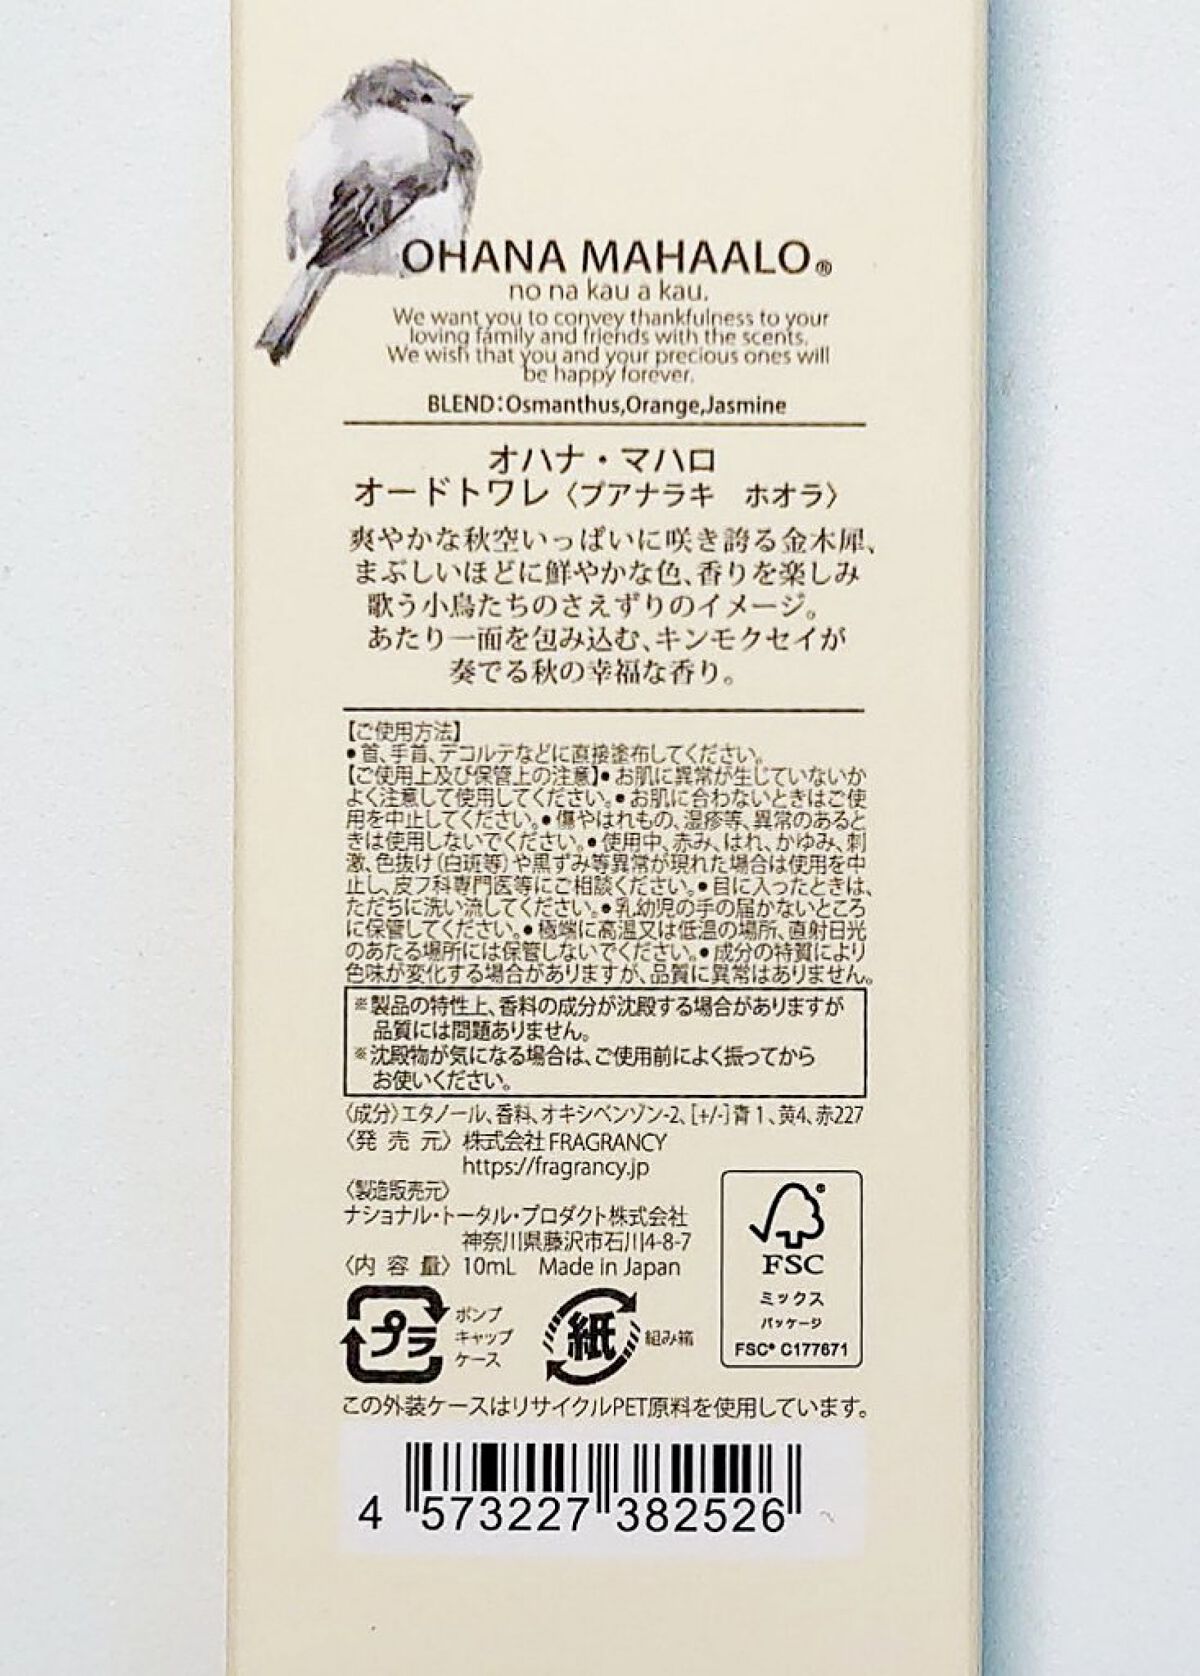 OHANA MAHAALO®
no na kau a kau.
We want you to convey thankfulness to your
loving family and friends with the scents.
We wish that you and your precious ones will
be happy forever.
BLEND:Osmanthus,Orange,Jasmine
オハナ・マハロ
オードトワレ〈プアナラキ　ホオラ〉
爽やかな秋空いっぱいに咲き誇る金木犀、
まぶしいほどに鮮やかな色、香りを楽しみ
歌う小鳥たちのさえずりのイメージ。
あたり一面を包み込む、キンモクセイが
奏でる秋の幸福な香り。
【ご使用方法】
●首、手首、デコルテなどに直接塗布してください。
【ご使用上及び保管上の注意】●お肌に異常が生じていないか
よく注意して使用してください。●お肌に合わないときはご使
用を中止してください。●傷やはれもの、湿疹等、異常のあると
きは使用しないでください。●使用中、赤み、はれ、かゆみ、刺
激、色抜け(白斑等)や黒ずみ等異常が現れた場合は使用を中
止し、皮フ科専門医等にご相談ください。●目に入ったときは、
ただちに洗い流してください。●乳幼児の手の届かないところ
に保管してください。●極端に高温又は低温の場所、直射日光
のあたる場所には保管しないでください。●成分の特質により
色味が変化する場合がありますが、品質に異常はありません。
※製品の特性上、香料の成分が沈殿する場合がありますが
品質には問題ありません。
※沈殿物が気になる場合は、ご使用前によく振ってから
お使いください。
〈成分〉エタノール、香料、オキシベンゾン-2、[+/-]青1、黄4、赤227
〈発 売 元〉株式会社FRAGRANCY
https://fragrancy.jp
〈製造販売元〉
ナショナル・トータル・プロダクト株式会社
神奈川県藤沢市石川4-8-7
〈内 容 量〉10mL　Made in Japan
プラ
ポンプ
キャップ
ケース
紙
組み箱
®
FSC
ミックス
パッケージ
FSC® C177671
この外装ケースはリサイクルPET原料を使用しています。
4 573227 382526